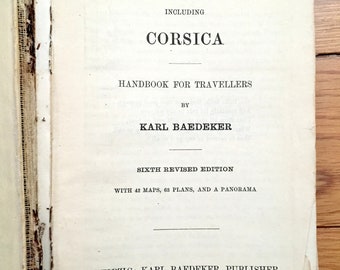 INCLUDING
CORSICA
HANDBOOK FOR TRAVELLERS
BY
KARL BAEDEKER
SIXTH REVISED EDITION
WITH 42 MAPS, 63 PLANS, AND A PANORAMA
KARL BAEDEKER, PUBLISHER